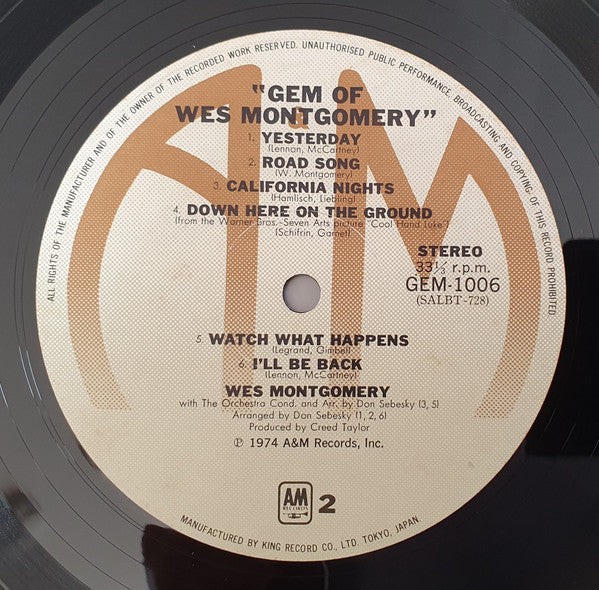 ALL RIGHTS OF THE MANUFACTURER AND OF THE OWNER OF THE RECORDED WORK RESERVED. UNAUTHORISED PUBLIC PERFORMANCE, BROADCASTING AND COPYING OF THIS RECORD PROHIBITED.
A&M
"GEM OF
WES MONTGOMERY"
1. YESTERDAY
(Lennon, McCartney)
2. ROAD SONG
(W. Montgomery)
3. CALIFORNIA NIGHTS
(Hamlisch, Liebling)
4. DOWN HERE ON THE GROUND
(from the Warner Bros.-Seven Arts picture "Cool Hand Luke")
(Schifrin, Garnet)
STEREO
33⅓ r.p.m.
GEM-1006
(SALBT-728)
5. WATCH WHAT HAPPENS
(Legrand, Gimbel)
6. I'LL BE BACK
(Lennon, McCartney)
WES MONTGOMERY
with The Orchestra Cond. and Arr. by Don Sebesky (3, 5)
Arranged by Don Sebesky (1, 2, 6)
Produced by Creed Taylor
℗ 1974 A&M Records, Inc.
AM
RECORDS
2
MANUFACTURED BY KING RECORD CO., LTD. TOKYO, JAPAN.